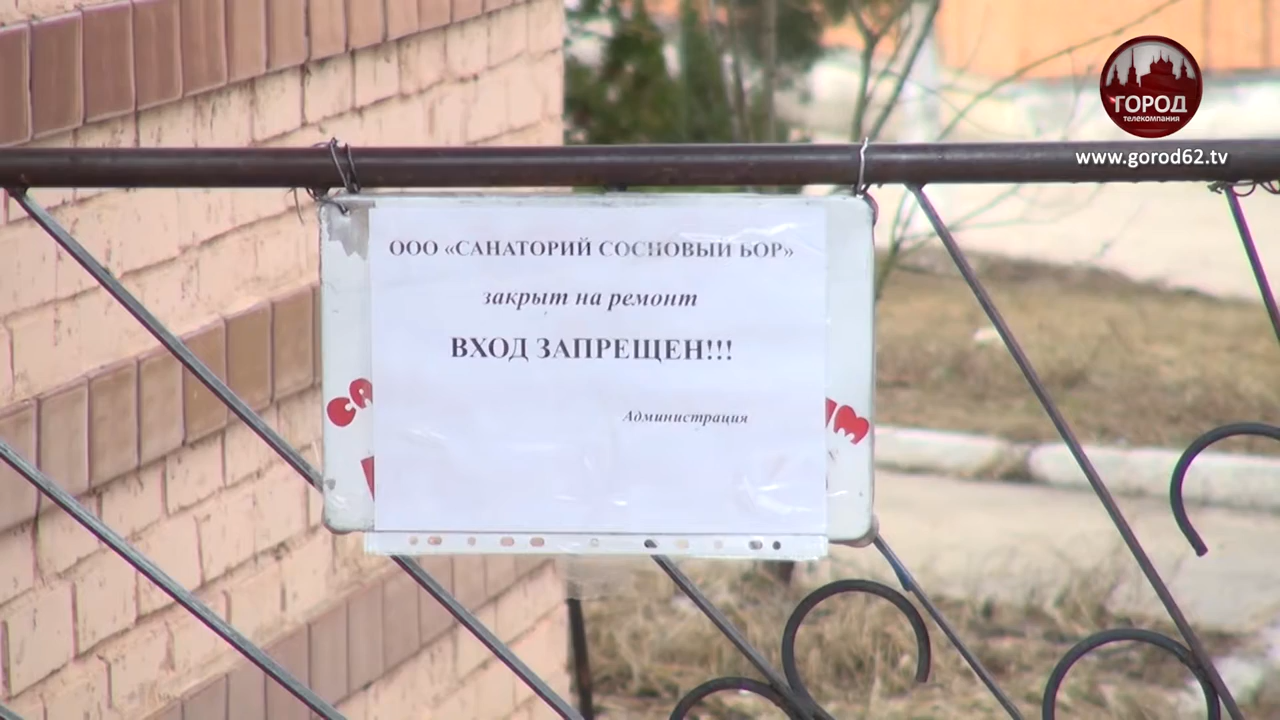 ГОРОД
телекомпания
www.gorod62.tv
ООО «САНАТОРИЙ СОСНОВЫЙ БОР»
закрыт на ремонт
ВХОД ЗАПРЕЩЕН!!!
Администрация